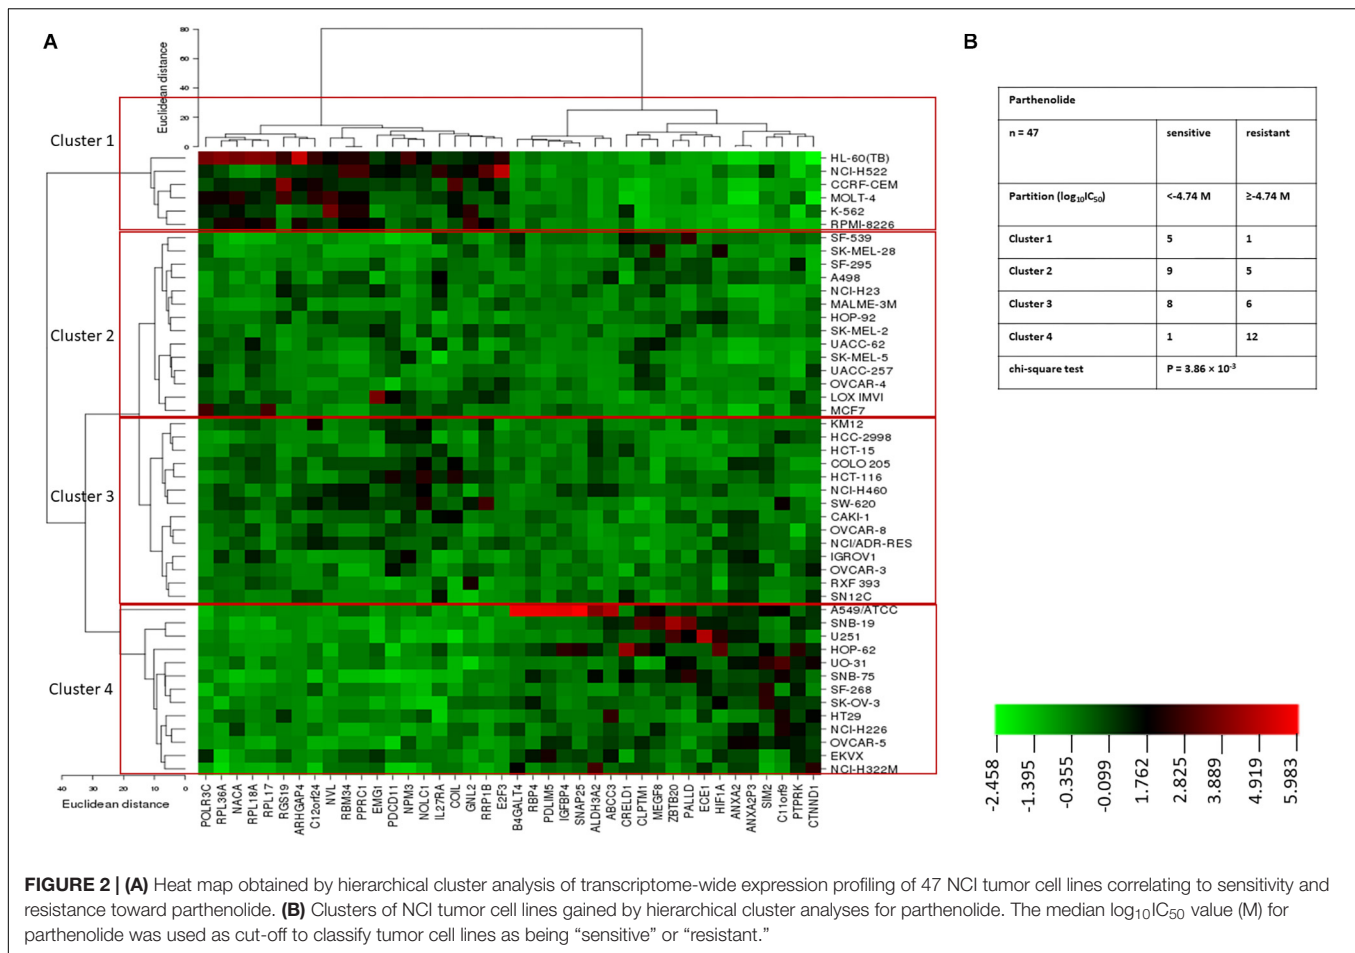 A
B
Euclidean distance
80
60
40
20
0
Cluster 1
Cluster 2
Cluster 3
Cluster 4
HL-60(TB)
NCI-H522
CCRF-CEM
MOLT-4
K-562
RPMI-8226
SF-539
SK-MEL-28
SF-295
A498
NCI-H23
MALME-3M
HOP-92
SK-MEL-2
UACC-62
SK-MEL-5
UACC-257
OVCAR-4
LOX IMVI
MCF7
KM12
HCC-2998
HCT-15
COLO 205
HCT-116
NCI-H460
SW-620
CAKI-1
OVCAR-8
NCI/ADR-RES
IGROV1
OVCAR-3
RXF 393
SN12C
A549/ATCC
SNB-19
U251
HOP-62
UO-31
SNB-75
SF-268
SK-OV-3
HT29
NCI-H226
OVCAR-5
EKVX
NCI-H322M
40 30 20 10 0
Euclidean distance
POLR3C
RPL36A
NACA
RPL18A
RPL17
RGS19
ARHGAP4
C12orf24
NVL
RBM34
PPRC1
EMG1
PDCD11
NPM3
NOLC1
IL27RA
COIL
GNL2
RRP1B
E2F3
B4GALT4
RBP4
PDLIM5
IGFBP4
SNAP25
ALDH3A2
ABCC3
CRELD1
CLPTM1
MEGF8
ZBTB20
PALLD
ECE1
HIF1A
ANXA2
ANXA2P3
SIM2
C11orf9
PTPRK
CTNND1
Parthenolide
n = 47 sensitive resistant
Partition (log10IC50) <-4.74 M ≥-4.74 M
Cluster 1 5 1
Cluster 2 9 5
Cluster 3 8 6
Cluster 4 1 12
chi-square test P = 3.86 × 10⁻³
-2.458
-1.395
-0.355
-0.099
1.762
2.825
3.889
4.919
5.983
FIGURE 2 | (A) Heat map obtained by hierarchical cluster analysis of transcriptome-wide expression profiling of 47 NCI tumor cell lines correlating to sensitivity and
resistance toward parthenolide. (B) Clusters of NCI tumor cell lines gained by hierarchical cluster analyses for parthenolide. The median log10IC50 value (M) for
parthenolide was used as cut-off to classify tumor cell lines as being “sensitive” or “resistant.”